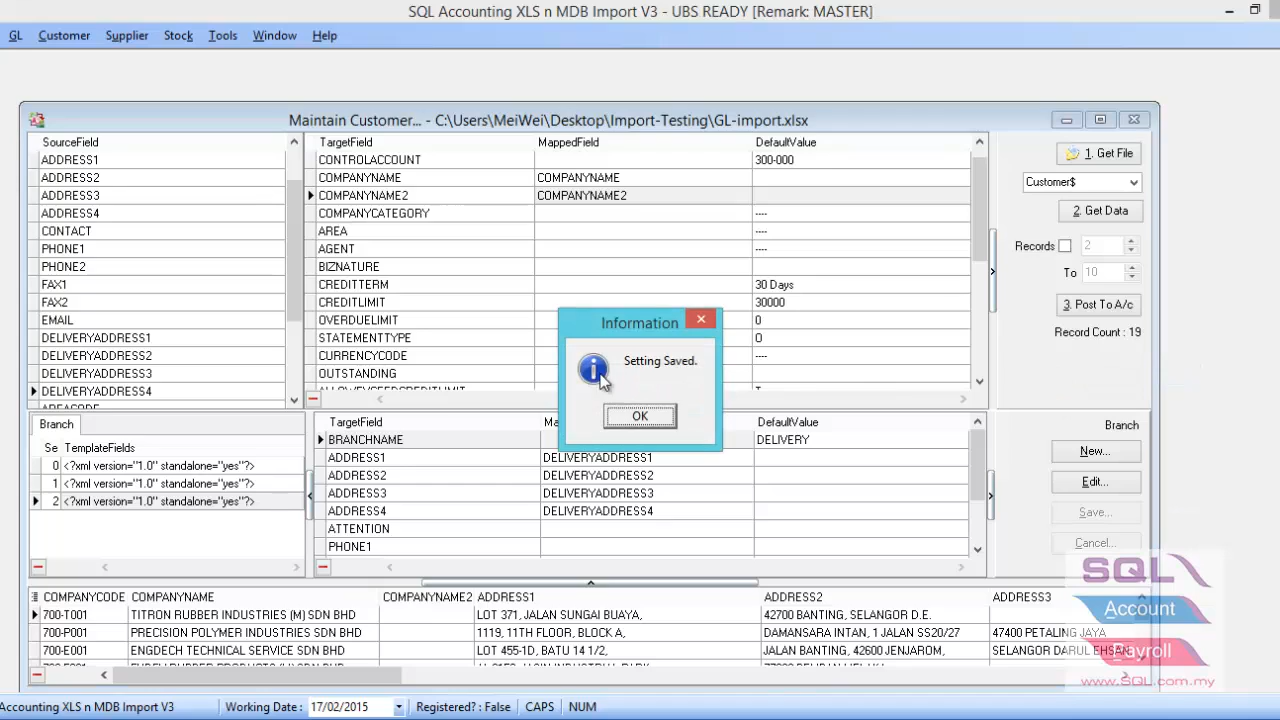 SQL Accounting XLS n MDB Import V3 - UBS READY [Remark: MASTER]
GL Customer Supplier Stock Tools Window Help
Maintain Customer... - C:\Users\MeiWei\Desktop\Import-Testing\GL-import.xlsx
SourceField TargetField MappedField DefaultValue
ADDRESS1 CONTROLACCOUNT 300-000
1. Get File
ADDRESS2 COMPANYNAME COMPANYNAME
Customer$
ADDRESS3 COMPANYNAME2 COMPANYNAME2
ADDRESS4 COMPANYCATEGORY ----
2. Get Data
CONTACT AREA ----
PHONE1 AGENT ----
Records 2
PHONE2 BIZNATURE
To 10
FAX1 CREDITTERM 30 Days
FAX2 CREDITLIMIT 30000
3. Post To A/c
EMAIL OVERDUELIMIT 0
Information
DELIVERYADDRESS1 STATEMENTTYPE O
Record Count : 19
DELIVERYADDRESS2 CURRENCYCODE ----
Setting Saved.
DELIVERYADDRESS3 OUTSTANDING
DELIVERYADDRESS4
OK
Branch TargetField DefaultValue Branch
BRANCHNAME DELIVERY
Se TemplateFields
New...
ADDRESS1 DELIVERYADDRESS1
0 <?xml version="1.0" standalone="yes"?>
ADDRESS2 DELIVERYADDRESS2
1 <?xml version="1.0" standalone="yes"?>
Edit...
ADDRESS3 DELIVERYADDRESS3
2 <?xml version="1.0" standalone="yes"?>
ADDRESS4 DELIVERYADDRESS4
Save...
ATTENTION
PHONE1
Cancel...
SQL
Account
Payroll
www.SQL.com.my
COMPANYCODE COMPANYNAME COMPANYNAME2 ADDRESS1 ADDRESS2 ADDRESS3
700-T001 TITRON RUBBER INDUSTRIES (M) SDN BHD LOT 371, JALAN SUNGAI BUAYA, 42700 BANTING, SELANGOR D.E.
700-P001 PRECISION POLYMER INDUSTRIES SDN BHD 1119, 11TH FLOOR, BLOCK A, DAMANSARA INTAN, 1 JALAN SS20/27 47400 PETALING JAYA
700-E001 ENGDECH TECHNICAL SERVICE SDN BHD LOT 455-1D, BATU 14 1/2, JALAN BANTING, 42600 JENJAROM, SELANGOR DARUL EHSAN
Accounting XLS n MDB Import V3 Working Date : 17/02/2015 Registered? : False CAPS NUM